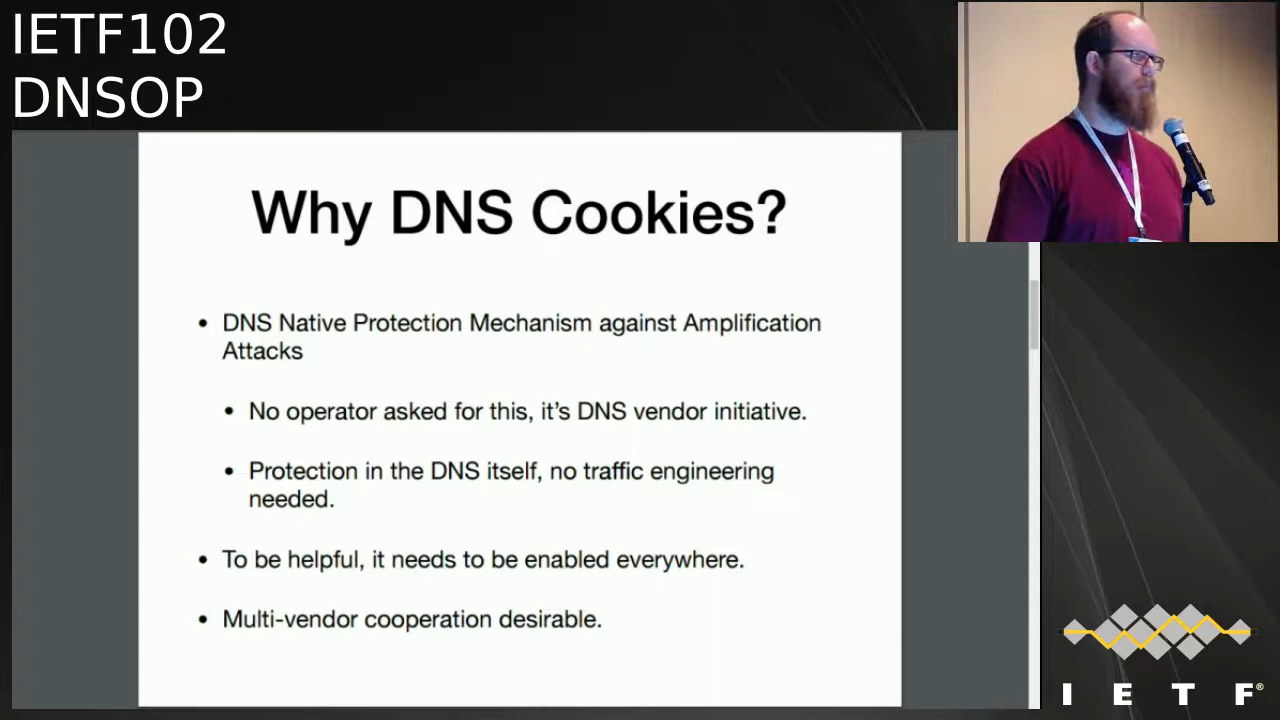 IETF102
DNSOP
Why DNS Cookies?
• DNS Native Protection Mechanism against Amplification
Attacks
• No operator asked for this, it's DNS vendor initiative.
• Protection in the DNS itself, no traffic engineering
needed.
• To be helpful, it needs to be enabled everywhere.
• Multi-vendor cooperation desirable.
I E T F®